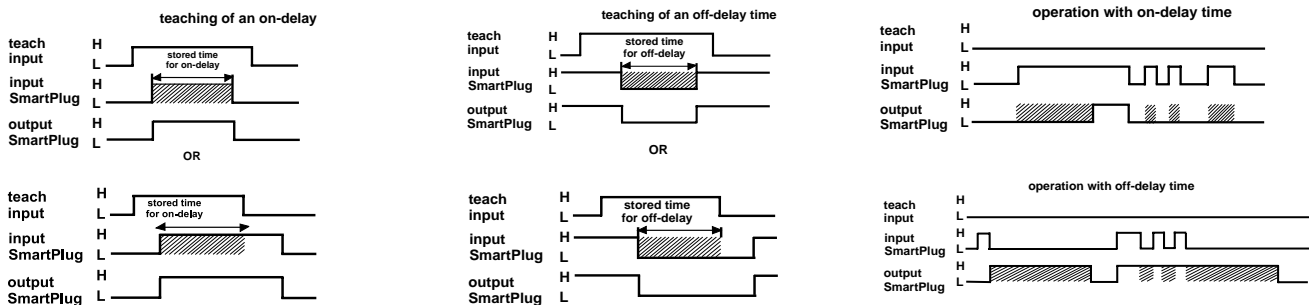 teaching of an on-delay
teach
input
H
L
stored time
for on-delay
input
SmartPlug
H
L
output
SmartPlug
H
L
OR
teach
input
H
L
stored time
for on-delay
input
SmartPlug
H
L
output
SmartPlug
H
L
teaching of an off-delay time
teach
input
H
L
stored time
for off-delay
input
SmartPlug
H
L
output
SmartPlug
H
L
OR
teach
input
H
L
stored time
for off-delay
input
SmartPlug
H
L
output
SmartPlug
H
L
operation with on-delay time
teach
input
H
L
input
SmartPlug
H
L
output
SmartPlug
H
L
operation with off-delay time
teach
input
H
L
input
SmartPlug
H
L
output
SmartPlug
H
L